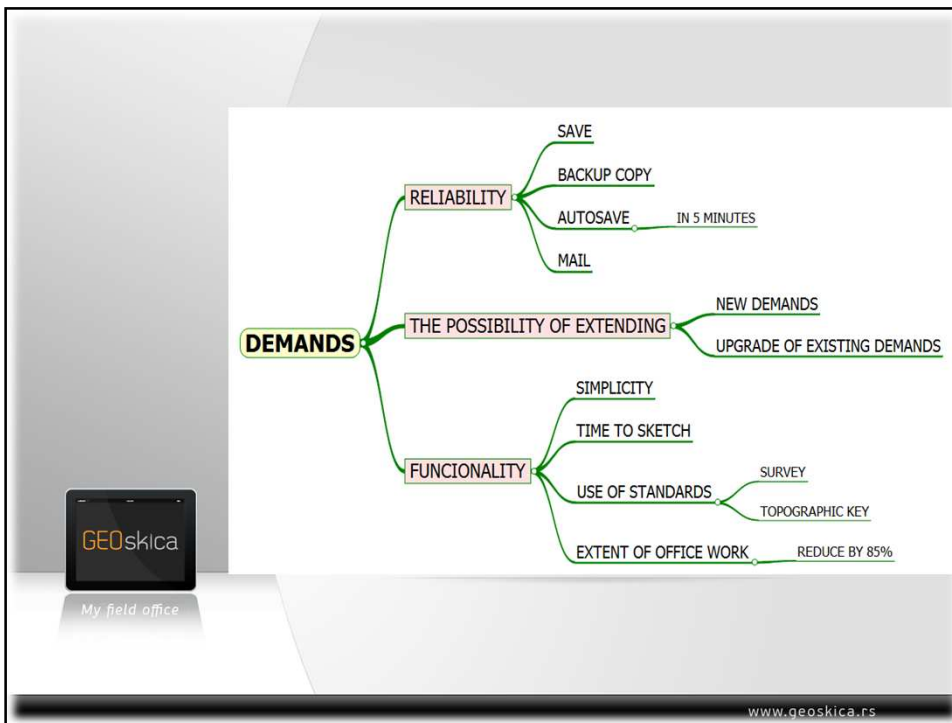 DEMANDS
RELIABILITY
SAVE
BACKUP COPY
AUTOSAVE
IN 5 MINUTES
MAIL
THE POSSIBILITY OF EXTENDING
NEW DEMANDS
UPGRADE OF EXISTING DEMANDS
FUNCIONALITY
SIMPLICITY
TIME TO SKETCH
USE OF STANDARDS
SURVEY
TOPOGRAPHIC KEY
EXTENT OF OFFICE WORK
REDUCE BY 85%
GEOskica
My field office
www.geoskica.rs